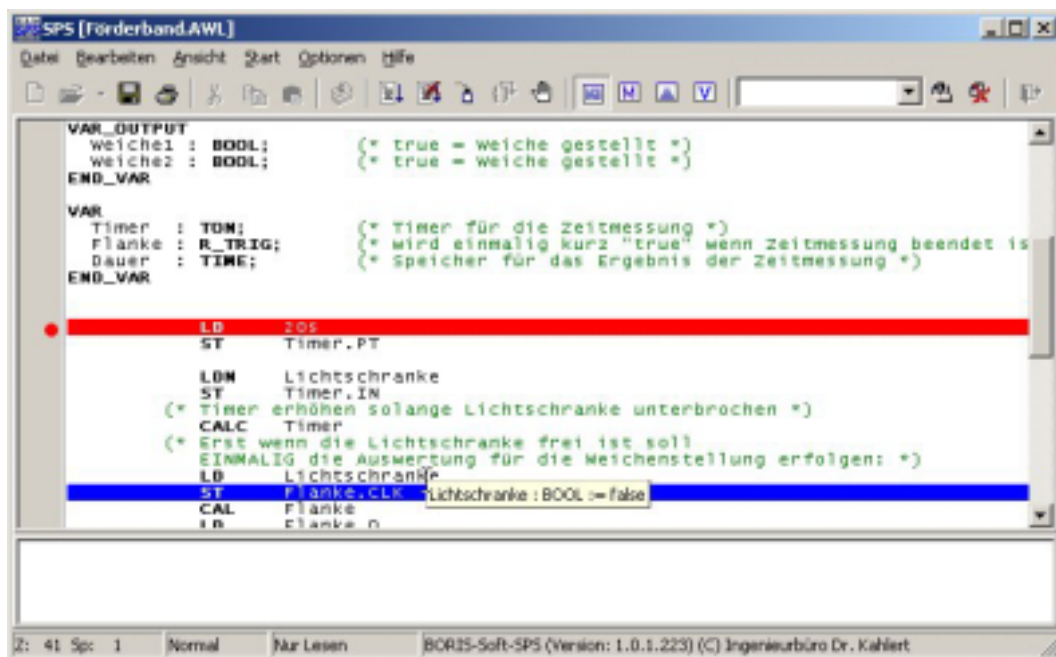 SPS [Förderband.AWL]
Datei Bearbeiten Ansicht Start Optionen Hilfe
M V
VAR_OUTPUT
Weiche1 : BOOL; (* true = Weiche gestellt *)
Weiche2 : BOOL; (* true = Weiche gestellt *)
END_VAR
VAR
Timer : TON; (* Timer für die Zeitmessung *)
Flanke : R_TRIG; (* wird einmalig kurz "true" wenn Zeitmessung beendet is
Dauer : TIME; (* Speicher für das Ergebnis der Zeitmessung *)
END_VAR
LD 20s
ST Timer.PT
LDN Lichtschranke
ST Timer.IN
(* Timer erhöhen solange Lichtschranke unterbrochen *)
CALC Timer
(* Erst wenn die Lichtschranke frei ist soll
EINMALIG die Auswertung für die Weichenstellung erfolgen: *)
LD Lichtschranke
ST Flanke.CLK
Lichtschranke : BOOL := false
CAL Flanke
LD Flanke.Q
Z: 41 Sp: 1 Normal Nur Lesen BORIS-Soft-SPS (Version: 1.0.1.223) (C) Ingenieurbüro Dr. Kahlert